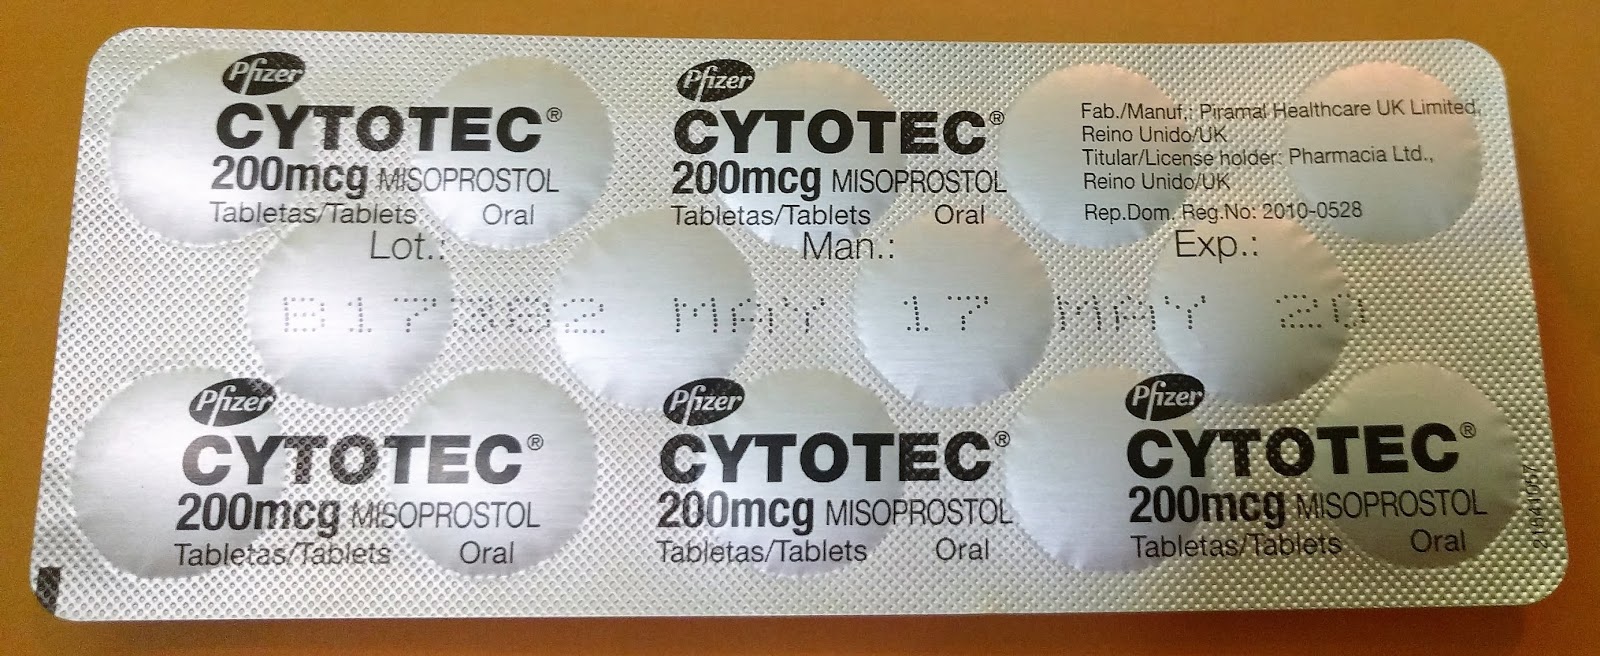 Pfizer
CYTOTEC®
200mcg MISOPROSTOL
Tabletas/Tablets Oral
Pfizer
CYTOTEC®
200mcg MISOPROSTOL
Tabletas/Tablets Oral
Fab./Manuf.: Piramal Healthcare UK Limited,
Reino Unido/UK
Titular/License holder: Pharmacia Ltd.,
Reino Unido/UK
Rep.Dom. Reg.No: 2010-0528
Lot.: Man.: Exp.:
B17382 MAY 17 MAY 20
Pfizer
CYTOTEC®
200mcg MISOPROSTOL
Tabletas/Tablets Oral
Pfizer
CYTOTEC®
200mcg MISOPROSTOL
Tabletas/Tablets Oral
Pfizer
CYTOTEC®
200mcg MISOPROSTOL
Tabletas/Tablets Oral